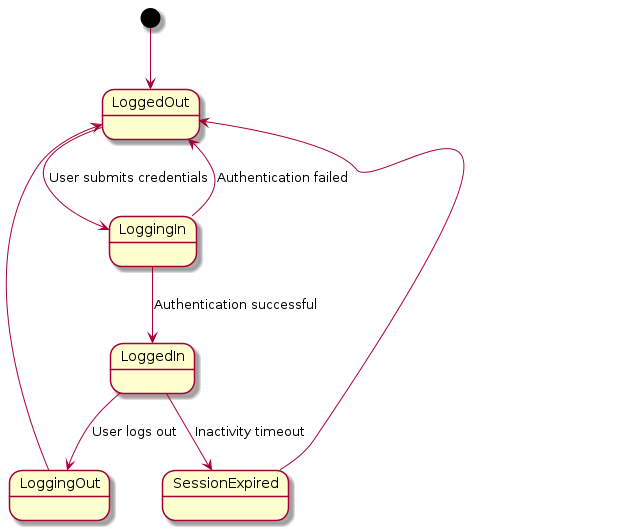 LoggedOut
User submits credentials
Authentication failed
LoggingIn
Authentication successful
LoggedIn
User logs out
Inactivity timeout
LoggingOut
SessionExpired